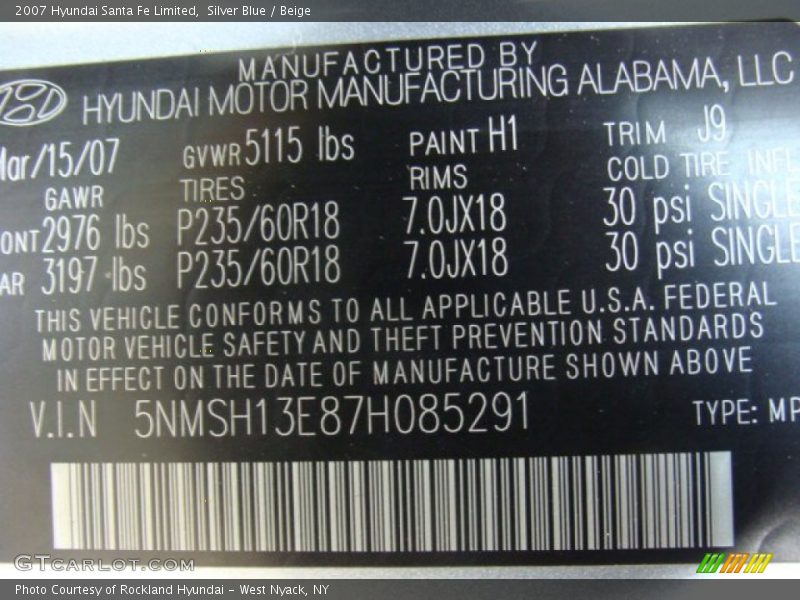 2007 Hyundai Santa Fe Limited,  Silver Blue / Beige
MANUFACTURED BY
HYUNDAI MOTOR MANUFACTURING ALABAMA, LLC
Mar/15/07 GVWR 5115 lbs PAINT H1 TRIM J9
GAWR TIRES RIMS COLD TIRE INFL
ONT 2976 lbs P235/60R18 7.0JX18 30 psi SINGLE
AR 3197 lbs P235/60R18 7.0JX18 30 psi SINGLE
THIS VEHICLE CONFORMS TO ALL APPLICABLE U.S.A. FEDERAL
MOTOR VEHICLE SAFETY AND THEFT PREVENTION STANDARDS
IN EFFECT ON THE DATE OF MANUFACTURE SHOWN ABOVE
V.I.N 5NMSH13E87H085291 TYPE: MP
GTCarLot.com
Photo Courtesy of Rockland Hyundai - West Nyack, NY